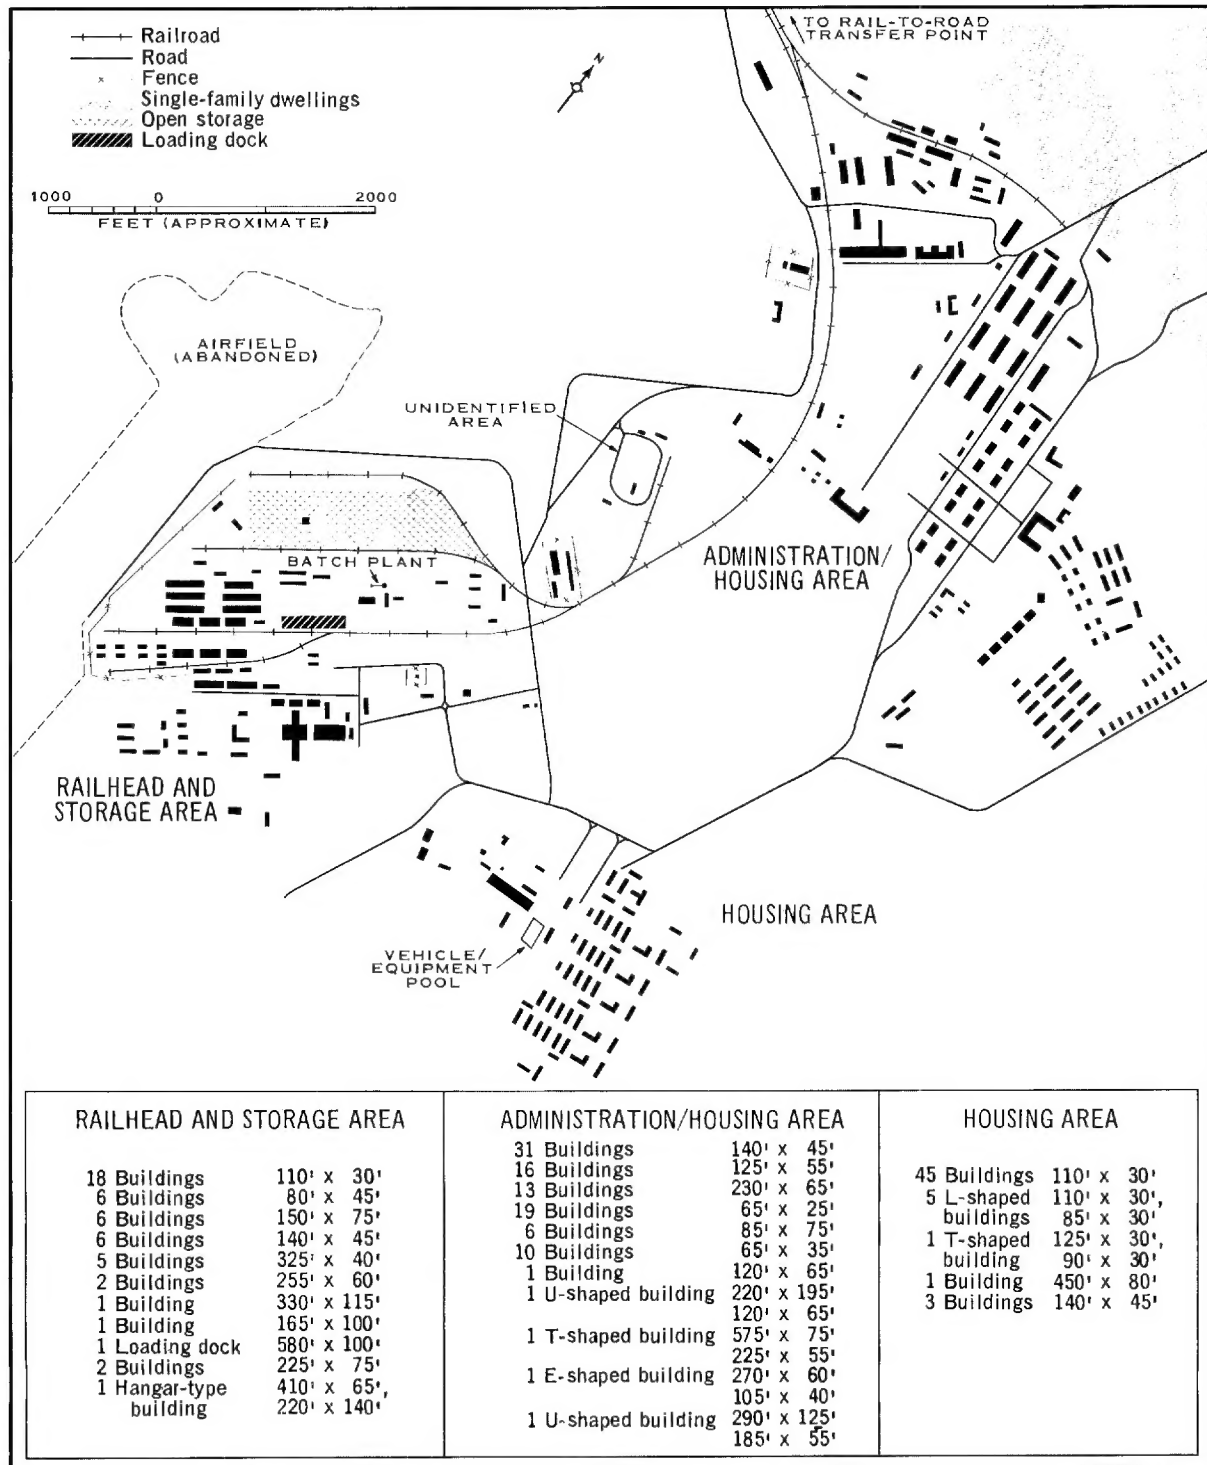 Railroad
Road
Fence
Single-family dwellings
Open storage
Loading dock
1000 0 2000
FEET (APPROXIMATE)
N
TO RAIL-TO-ROAD
TRANSFER POINT
AIRFIELD
(ABANDONED)
UNIDENTIFIED
AREA
BATCH PLANT
ADMINISTRATION/
HOUSING AREA
RAILHEAD AND
STORAGE AREA
HOUSING AREA
VEHICLE/
EQUIPMENT
POOL
RAILHEAD AND STORAGE AREA
18 Buildings 110' X 30'
6 Buildings 80' X 45'
6 Buildings 150' X 75'
6 Buildings 140' X 45'
5 Buildings 325' X 40'
2 Buildings 255' X 60'
1 Building 330' X 115'
1 Building 165' X 100'
1 Loading dock 580' X 100'
2 Buildings 225' X 75'
1 Hangar-type 410' X 65',
building 220' X 140'
ADMINISTRATION/HOUSING AREA
31 Buildings 140' X 45'
16 Buildings 125' X 55'
13 Buildings 230' X 65'
19 Buildings 65' X 25'
6 Buildings 85' X 75'
10 Buildings 65' X 35'
1 Building 120' X 65'
1 U-shaped building 220' X 195'
120' X 65'
1 T-shaped building 575' X 75'
225' X 55'
1 E-shaped building 270' X 60'
105' X 40'
1 U-shaped building 290' X 125'
185' X 55'
HOUSING AREA
45 Buildings 110' X 30'
5 L-shaped 110' X 30',
buildings 85' X 30'
1 T-shaped 125' X 30',
building 90' X 30'
1 Building 450' X 80'
3 Buildings 140' X 45'